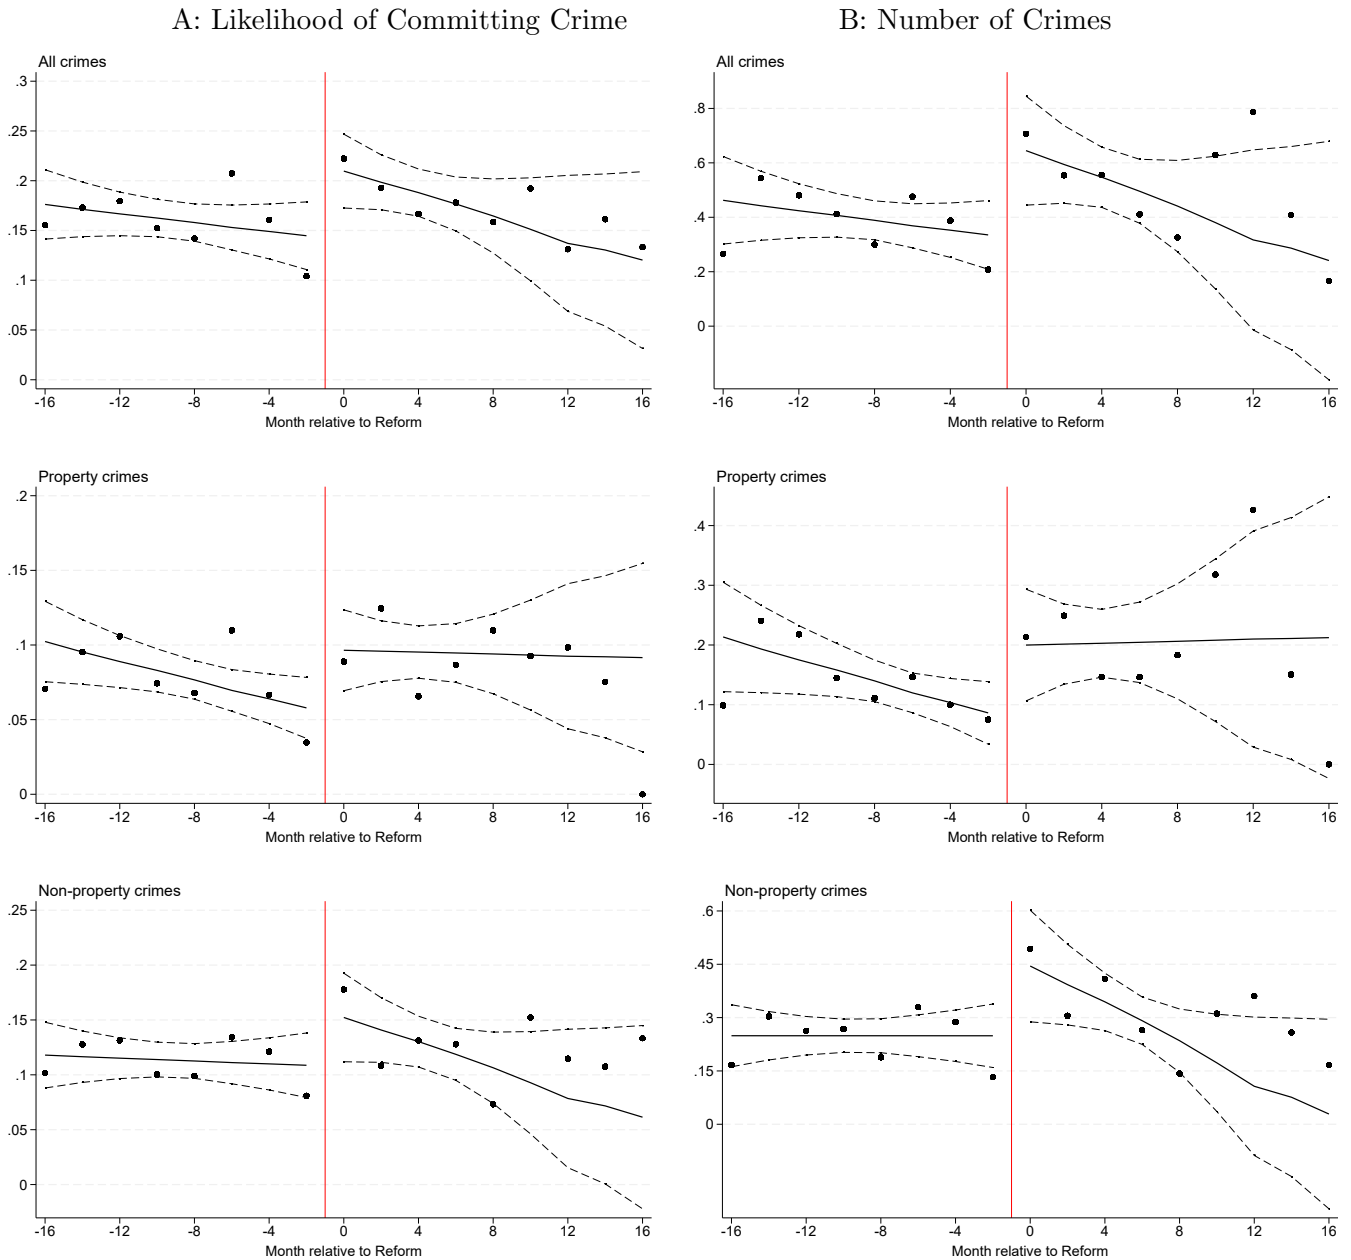 A: Likelihood of Committing Crime
B: Number of Crimes
All crimes
.3
.25
.2
.15
.1
.05
0
-16 -12 -8 -4 0 4 8 12 16
Month relative to Reform
All crimes
.8
.6
.4
.2
0
-16 -12 -8 -4 0 4 8 12 16
Month relative to Reform
Property crimes
.2
.15
.1
.05
0
-16 -12 -8 -4 0 4 8 12 16
Month relative to Reform
Property crimes
.4
.3
.2
.1
0
-16 -12 -8 -4 0 4 8 12 16
Month relative to Reform
Non-property crimes
.25
.2
.15
.1
.05
0
-16 -12 -8 -4 0 4 8 12 16
Month relative to Reform
Non-property crimes
.6
.45
.3
.15
0
-16 -12 -8 -4 0 4 8 12 16
Month relative to Reform